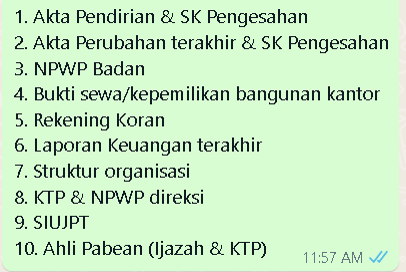 1. Akta Pendirian & SK Pengesahan
2. Akta Perubahan terakhir & SK Pengesahan
3. NPWP Badan
4. Bukti sewa/kepemilikan bangunan kantor
5. Rekening Koran
6. Laporan Keuangan terakhir
7. Struktur organisasi
8. KTP & NPWP direksi
9. SIUJPT
10. Ahli Pabean (Ijazah & KTP)
11:57 AM